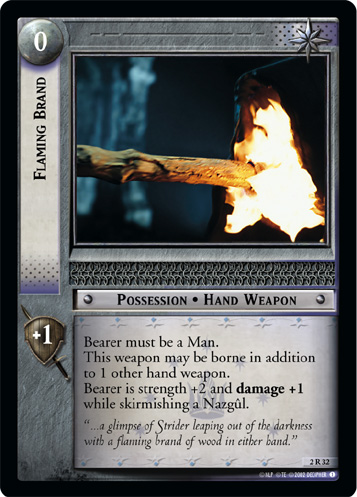 0
FLAMING BRAND
POSSESSION • HAND WEAPON
+1
Bearer must be a Man.
This weapon may be borne in addition
to 1 other hand weapon.
Bearer is strength +2 and damage +1
while skirmishing a Nazgûl.
"...a glimpse of Strider leaping out of the darkness
with a flaming brand of wood in either hand."
2 R 32
©NLP ™TE ©2002 DECIPHER